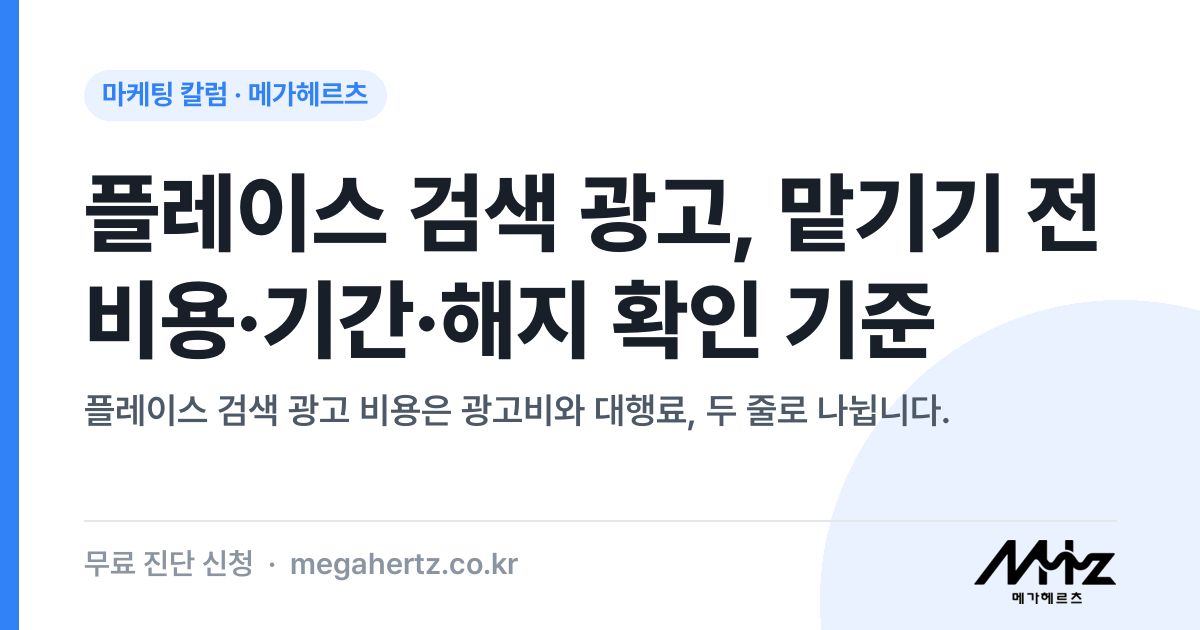 마케팅 칼럼 · 메가헤르츠
플레이스 검색 광고, 맡기기 전
비용·기간·해지 확인 기준
플레이스 검색 광고 비용은 광고비와 대행료, 두 줄로 나뉩니다.
무료 진단 신청 · megahertz.co.kr
MHz
메가헤르츠